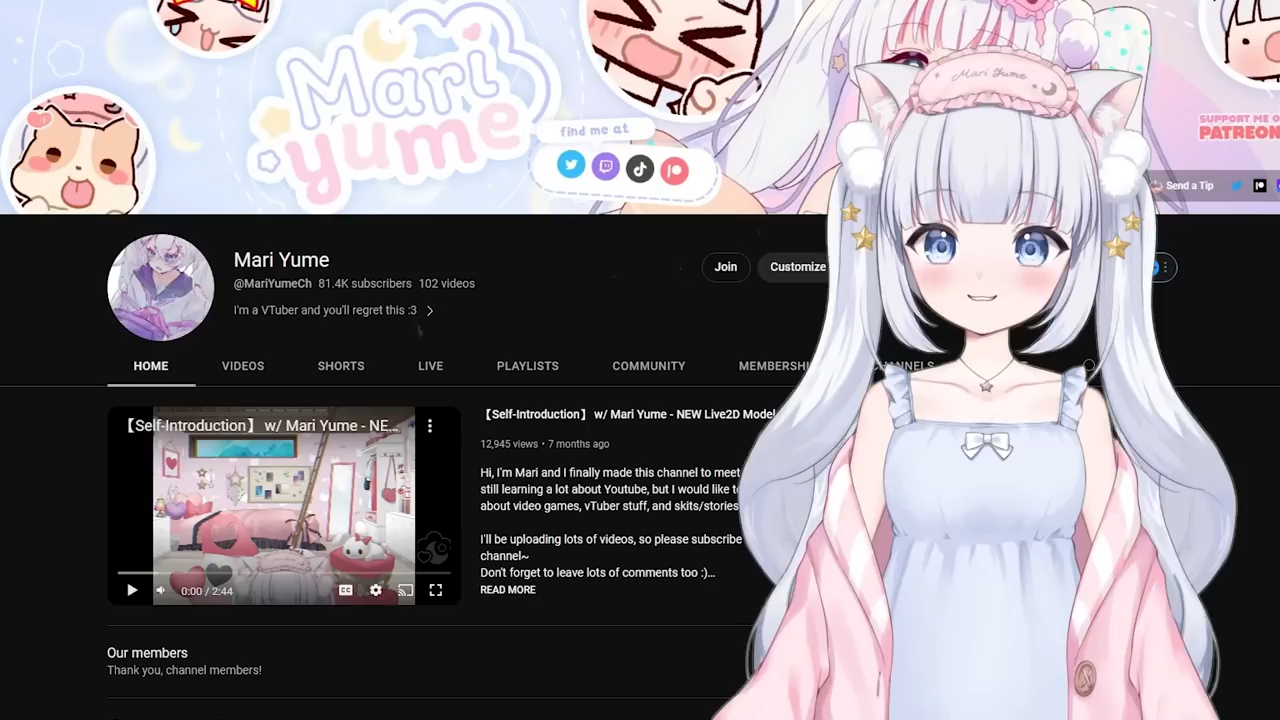 Mari
yume
find me at
Mari Yume
SUPPORT ME O
PATREON
Send a Tip
Mari Yume
@MariYumeCh 81.4K subscribers 102 videos
I'm a VTuber and you'll regret this :3
Join
Customize
HOME
VIDEOS
SHORTS
LIVE
PLAYLISTS
COMMUNITY
MEMBERSHI
ANNELS
【Self-Introduction】 w/ Mari Yume - NE...
0:00 / 2:44
CC
【Self-Introduction】 w/ Mari Yume - NEW Live2D Model
12,945 views • 7 months ago
Hi, I'm Mari and I finally made this channel to meet
still learning a lot about Youtube, but I would like to
about video games, vTuber stuff, and skits/stories
I'll be uploading lots of videos, so please subscribe
channel~
Don't forget to leave lots of comments too :)...
READ MORE
Our members
Thank you, channel members!